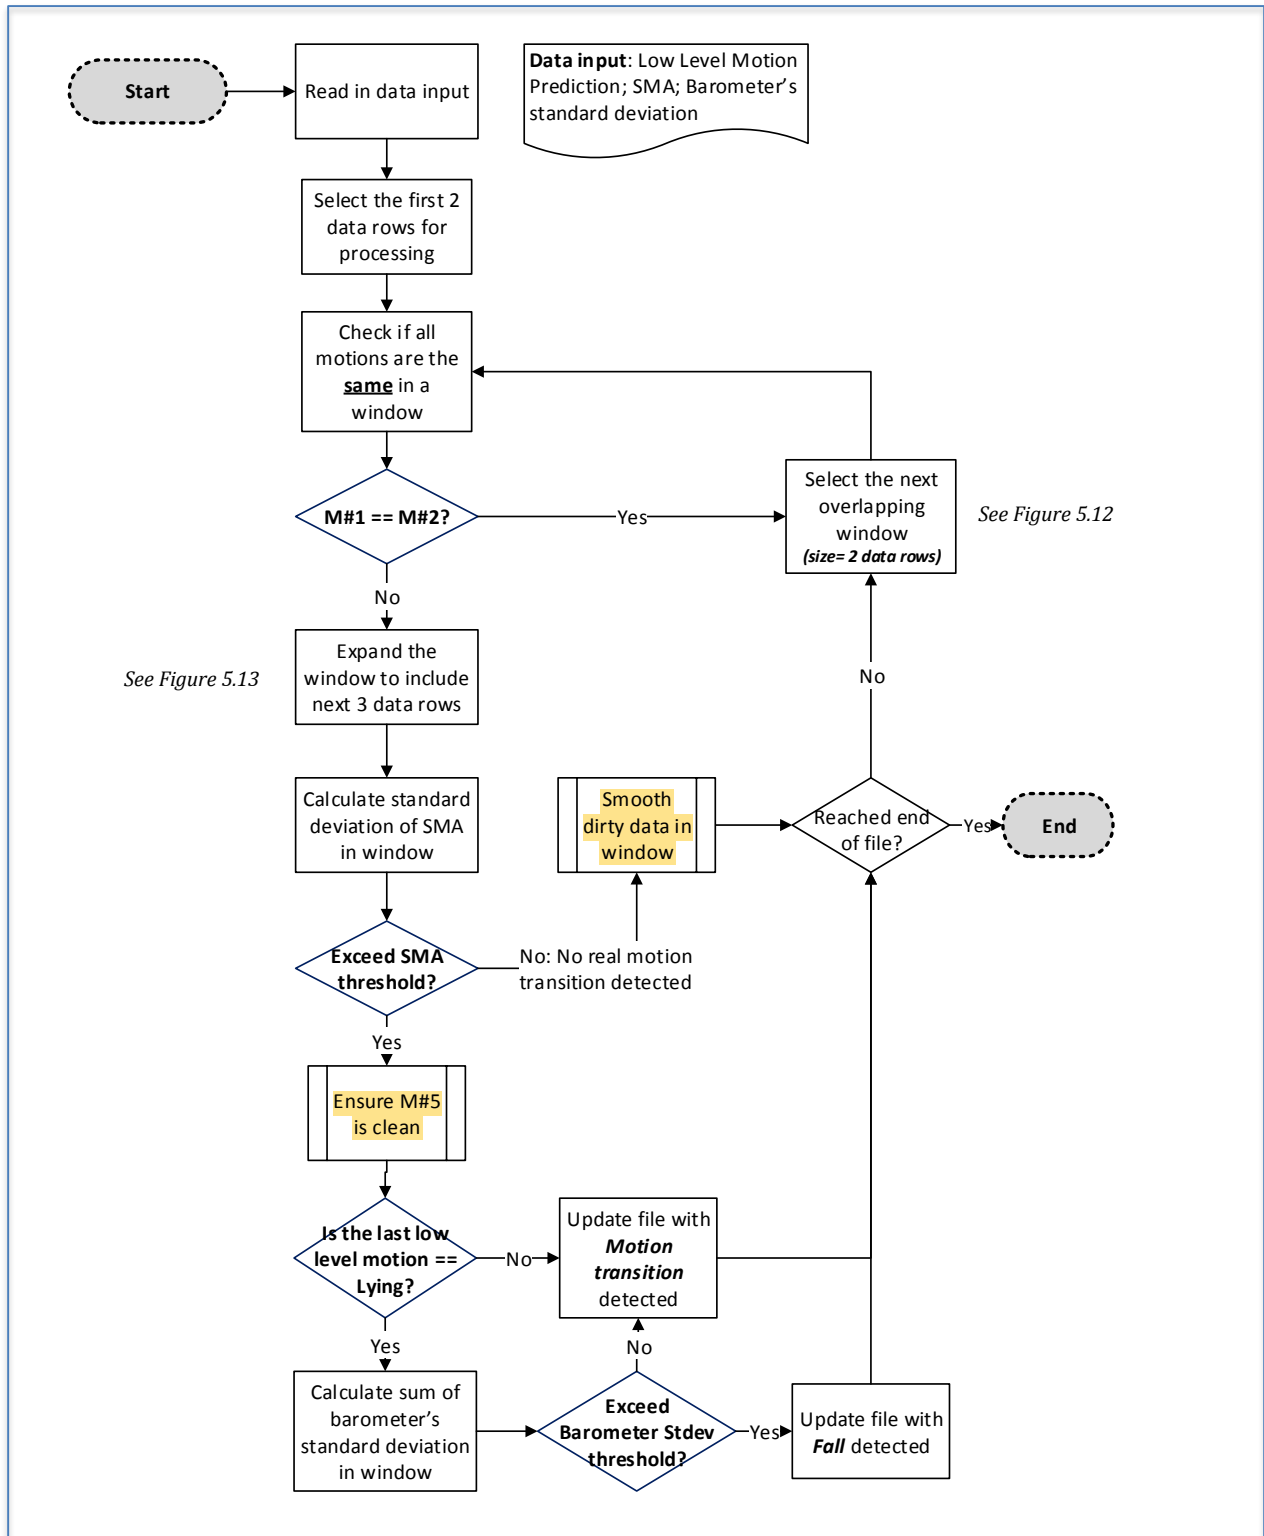 Start
Read in data input
Data input: Low Level Motion
Prediction; SMA; Barometer's
standard deviation
Select the first 2
data rows for
processing
Check if all
motions are the
same in a
window
M#1 == M#2?
Yes
Select the next
overlapping
window
(size= 2 data rows)
See Figure 5.12
No
See Figure 5.13
Expand the
window to include
next 3 data rows
No
Calculate standard
deviation of SMA
in window
Smooth
dirty data in
window
Reached end
of file?
Yes
End
Exceed SMA
threshold?
No: No real motion
transition detected
Yes
Ensure M#5
is clean
Is the last low
level motion ==
Lying?
No
Update file with
Motion
transition
detected
Yes
No
Calculate sum of
barometer's
standard deviation
in window
Exceed
Barometer Stdev
threshold?
Yes
Update file with
Fall detected